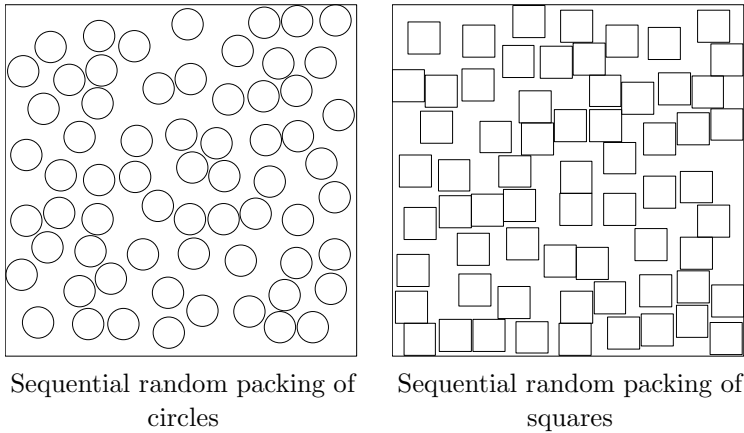 Sequential random packing of
circles
Sequential random packing of
squares